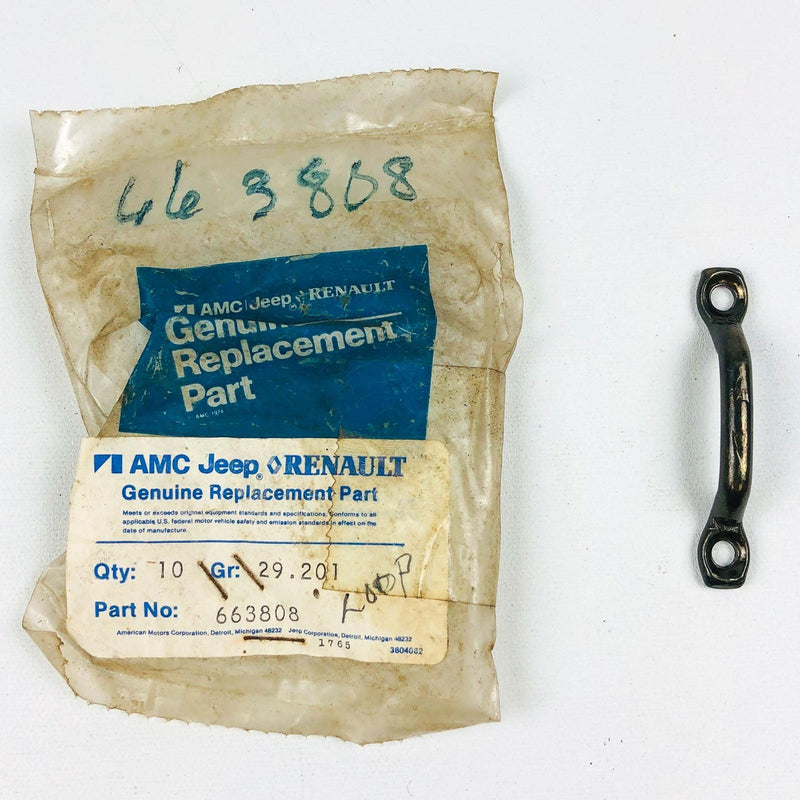 663808
AMC Jeep RENAULT
Genuine
Replacement
Part
AMC 1974
AMC Jeep® RENAULT
Genuine Replacement Part
Meets or exceeds original equipment standards and specifications. Conforms to all
applicable U.S. federal motor vehicle safety and emission standards in effect on the
date of manufacture.
Qty: 10 Gr: 29.201
LOOP
Part No: 663808
American Motors Corporation, Detroit, Michigan 48232 Jeep Corporation, Detroit, Michigan 48232
1765
3804082